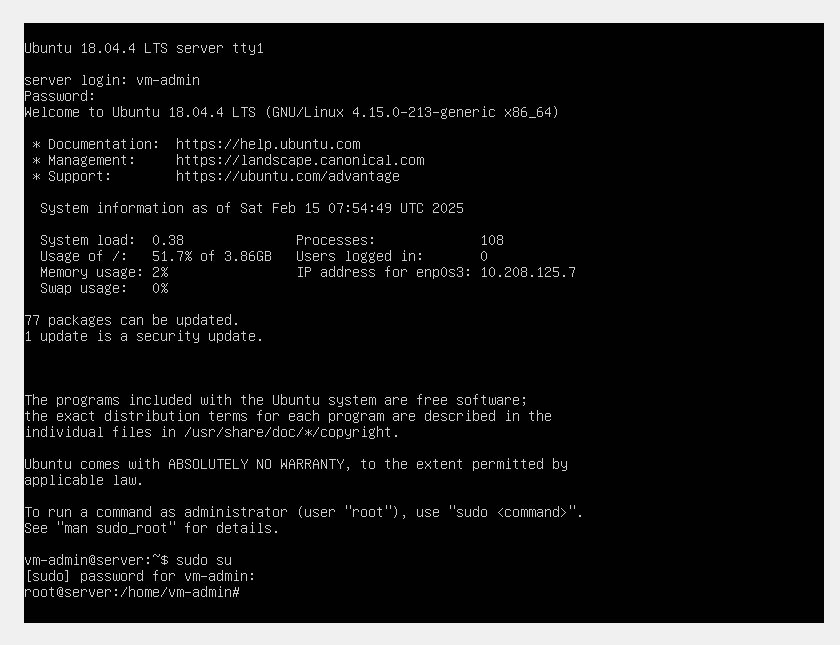 Ubuntu 18.04.4 LTS server tty1
server login: vm-admin
Password:
Welcome to Ubuntu 18.04.4 LTS (GNU/Linux 4.15.0-213-generic x86_64)
* Documentation:  https://help.ubuntu.com
* Management:     https://landscape.canonical.com
* Support:        https://ubuntu.com/advantage
System information as of Sat Feb 15 07:54:49 UTC 2025
System load:  0.38                Processes:             108
Usage of /:   51.7% of 3.86GB   Users logged in:       0
Memory usage: 2%                IP address for enp0s3: 10.208.125.7
Swap usage:   0%
77 packages can be updated.
1 update is a security update.
The programs included with the Ubuntu system are free software;
the exact distribution terms for each program are described in the
individual files in /usr/share/doc/*/copyright.
Ubuntu comes with ABSOLUTELY NO WARRANTY, to the extent permitted by
applicable law.
To run a command as administrator (user "root"), use "sudo <command>".
See "man sudo_root" for details.
vm-admin@server:~$ sudo su
[sudo] password for vm-admin:
root@server:/home/vm-admin#